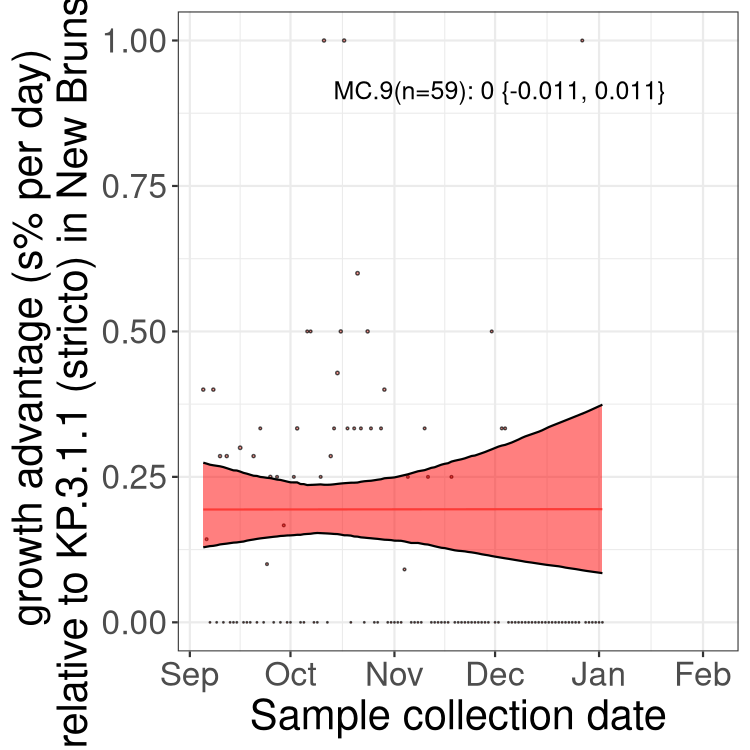 growth advantage (s% per day)
relative to KP.3.1.1 (stricto) in New Bruns
1.00
0.75
0.50
0.25
0.00
MC.9(n=59): 0 {-0.011, 0.011}
Sep Oct Nov Dec Jan Feb
Sample collection date